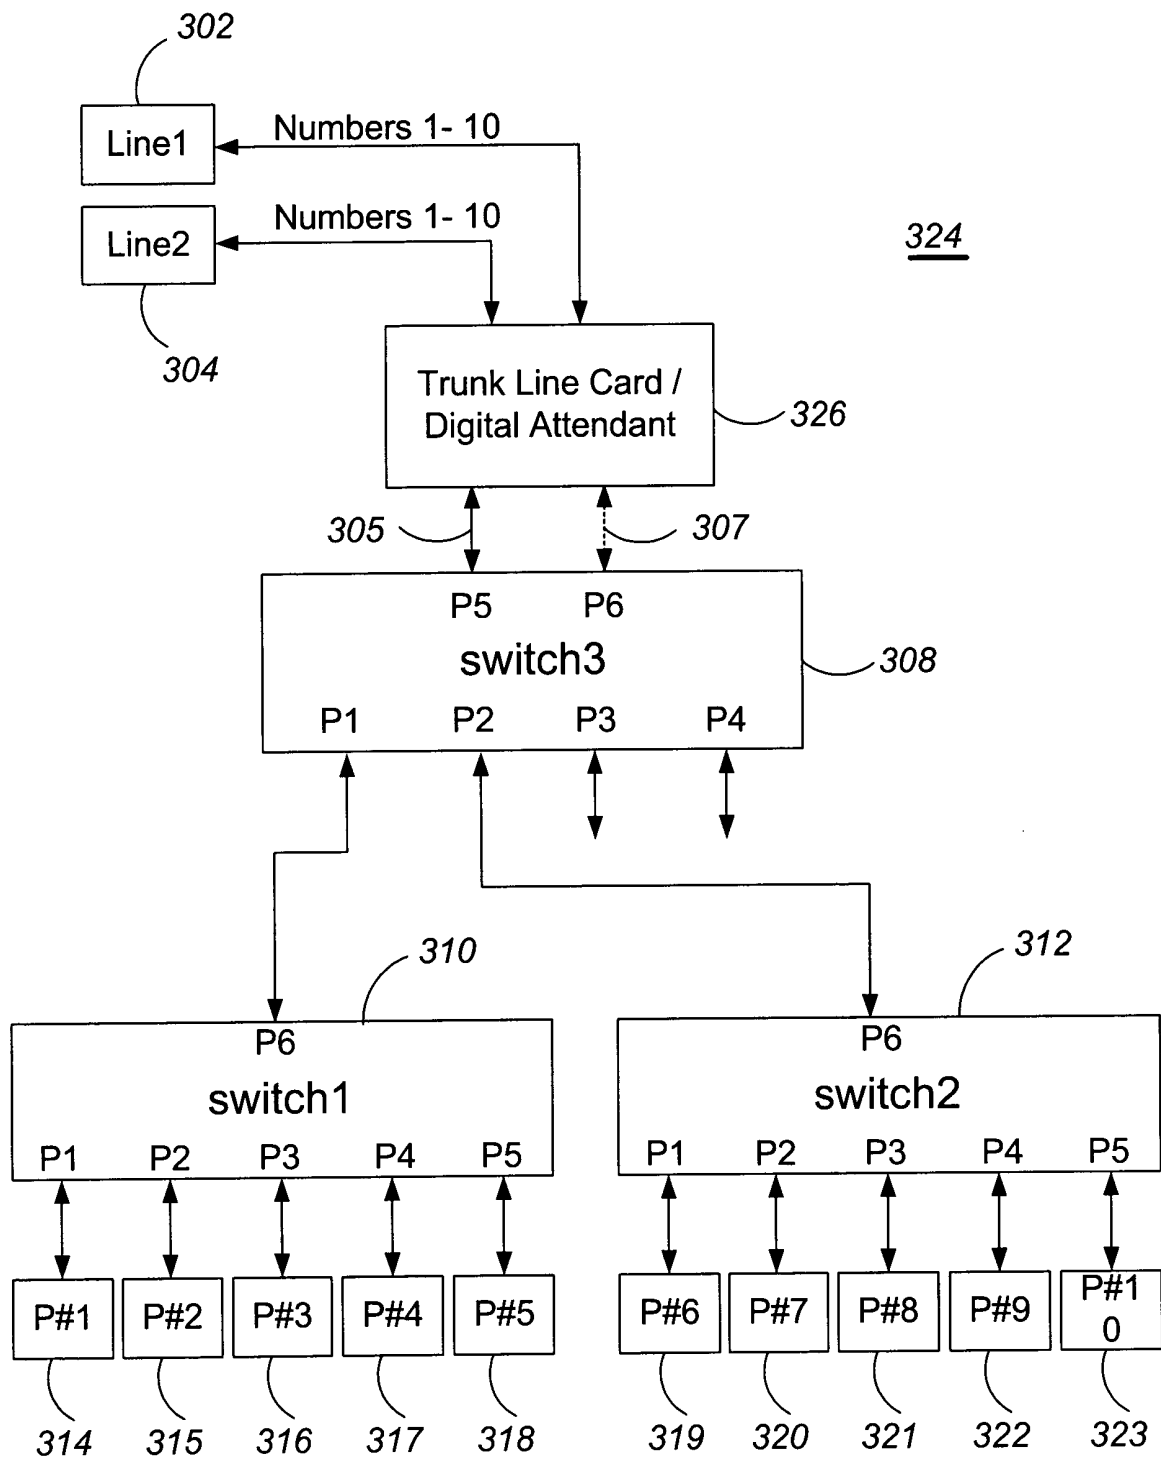 302
Line1
Numbers 1- 10
Line2
Numbers 1- 10
324
304
Trunk Line Card /
Digital Attendant
326
305
307
P5 P6
switch3
308
P1 P2 P3 P4
310
312
P6
switch1
P1 P2 P3 P4 P5
P6
switch2
P1 P2 P3 P4 P5
P#1 P#2 P#3 P#4 P#5
P#6 P#7 P#8 P#9 P#1
0
314 315 316 317 318
319 320 321 322 323